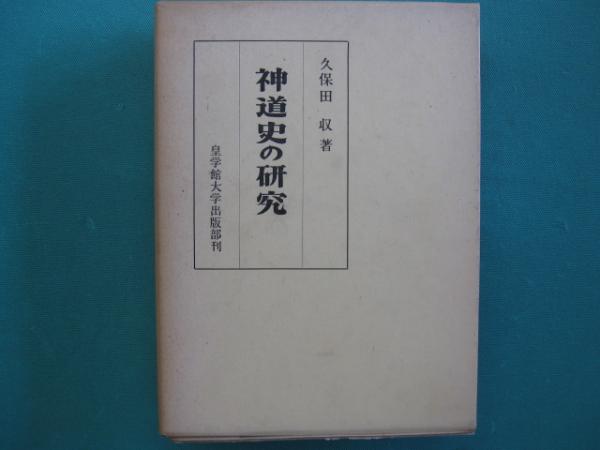 久保田 収 著
神道史の研究
皇学館大学出版部刊